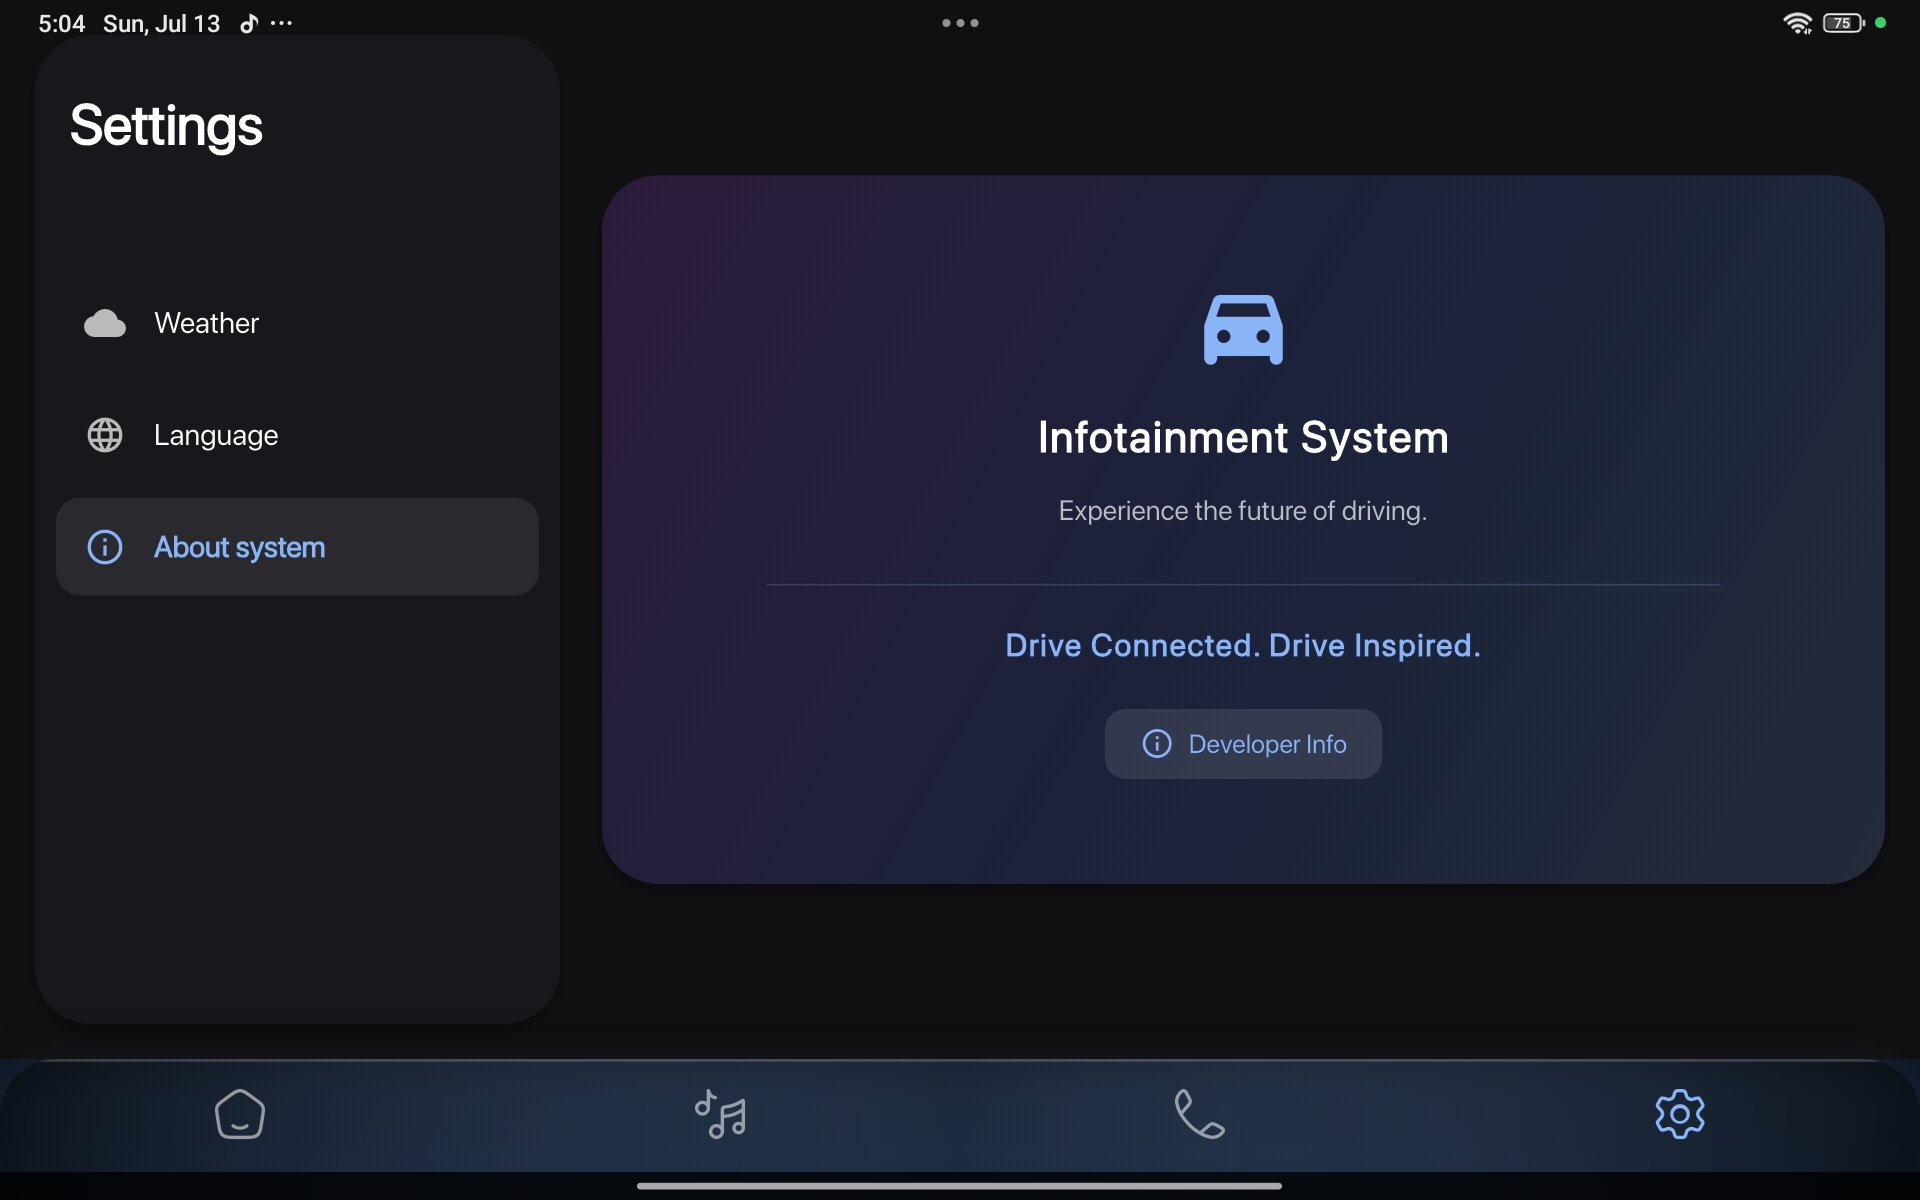 5:04 Sun, Jul 13
75
Settings
Weather
Language
About system
Infotainment System
Experience the future of driving.
Drive Connected. Drive Inspired.
Developer Info